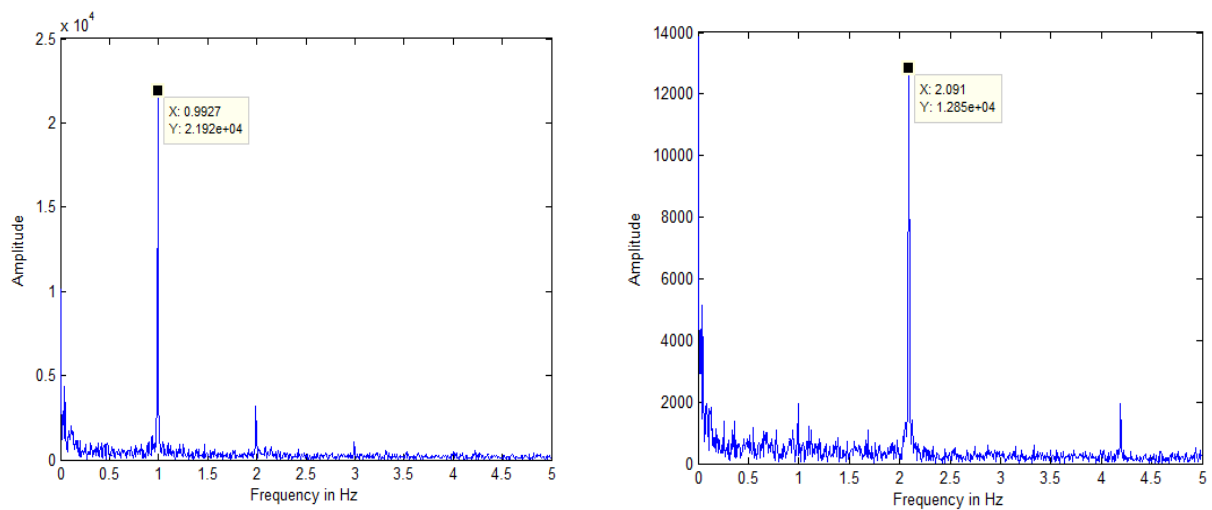 x 10^4
2.5
2
1.5
1
0.5
0
Amplitude
X: 0.9927
Y: 2.192e+04
0 0.5 1 1.5 2 2.5 3 3.5 4 4.5 5
Frequency in Hz
14000
12000
10000
8000
6000
4000
2000
0
Amplitude
X: 2.091
Y: 1.285e+04
0 0.5 1 1.5 2 2.5 3 3.5 4 4.5 5
Frequency in Hz